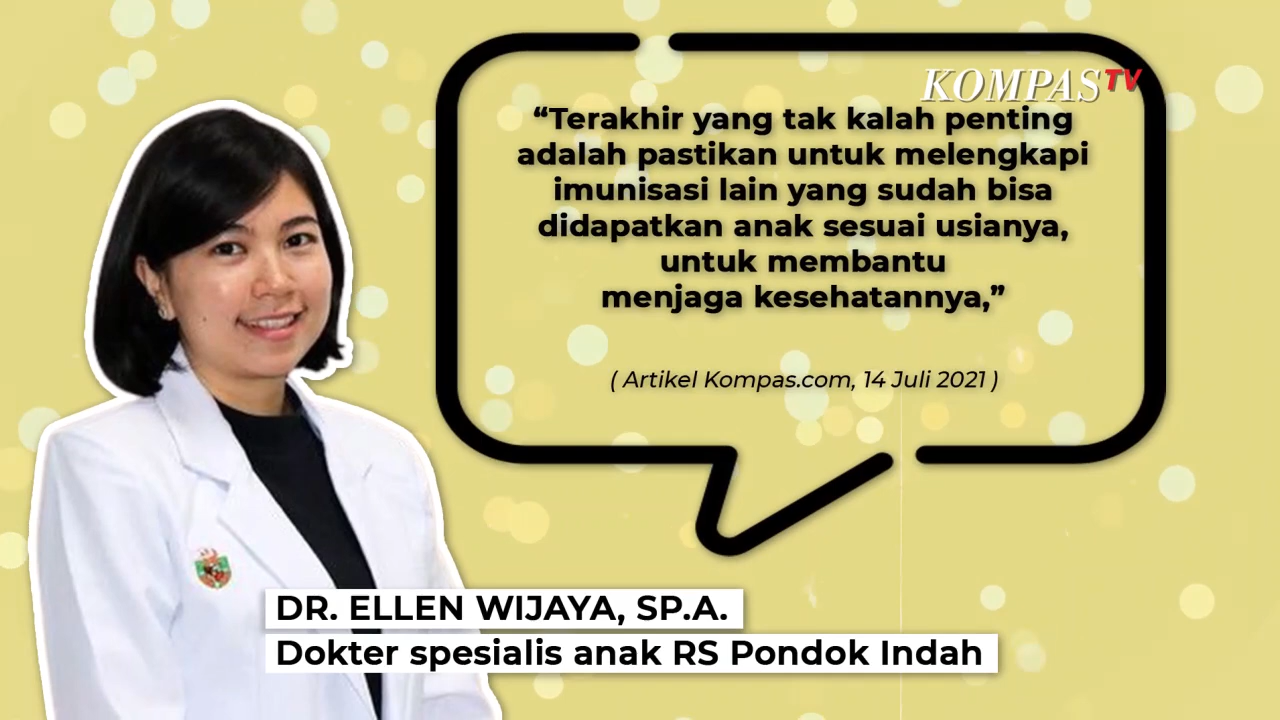 KOMPASTV
“Terakhir yang tak kalah penting
adalah pastikan untuk melengkapi
imunisasi lain yang sudah bisa
didapatkan anak sesuai usianya,
untuk membantu
menjaga kesehatannya,”
( Artikel Kompas.com, 14 Juli 2021 )
DR. ELLEN WIJAYA, SP.A.
Dokter spesialis anak RS Pondok Indah